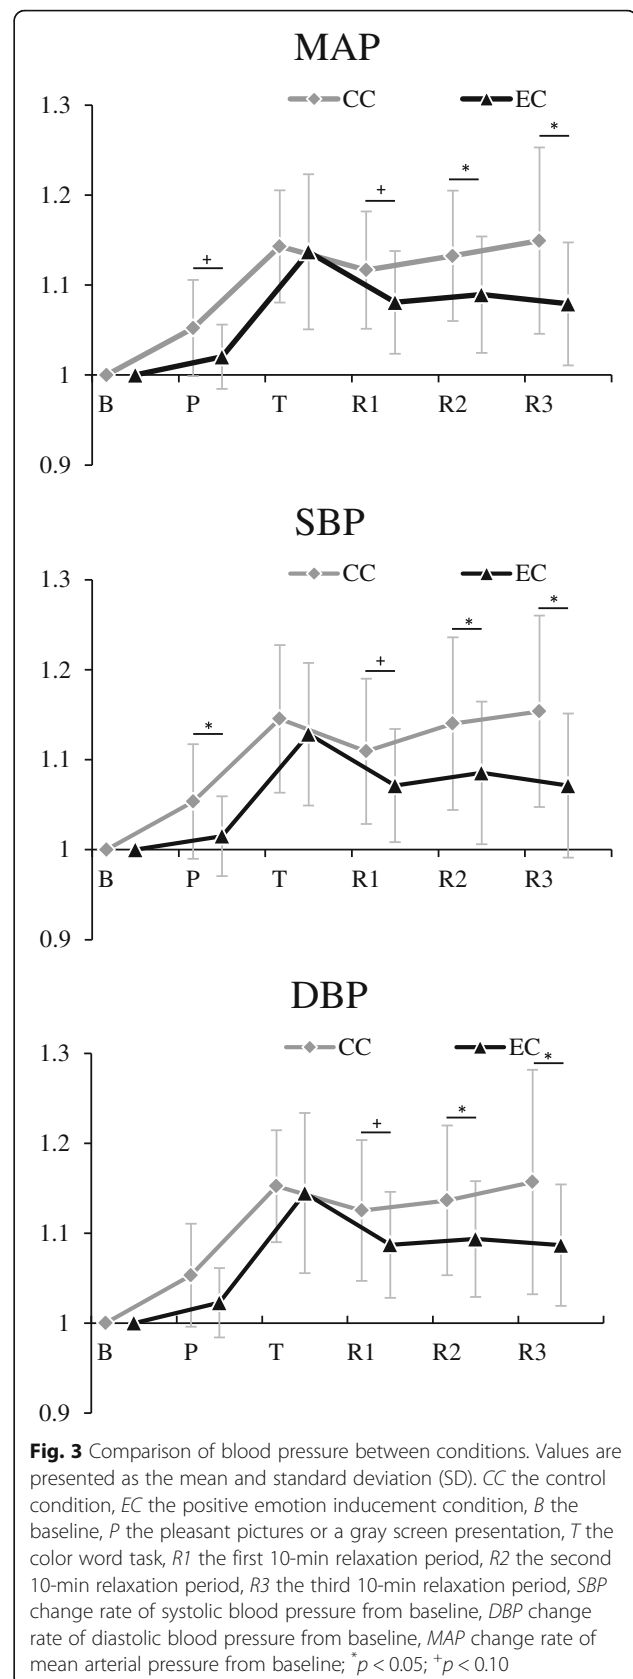 MAP
CC EC
1.3
*
*
+
1.2
+
1.1
1
B P T R1 R2 R3
0.9
SBP
CC EC
1.3
*
*
+
1.2
*
1.1
1
B P T R1 R2 R3
0.9
DBP
CC EC
1.3
*
*
+
1.2
1.1
1
B P T R1 R2 R3
0.9
Fig. 3 Comparison of blood pressure between conditions. Values are
presented as the mean and standard deviation (SD). CC the control
condition, EC the positive emotion inducement condition, B the
baseline, P the pleasant pictures or a gray screen presentation, T the
color word task, R1 the first 10-min relaxation period, R2 the second
10-min relaxation period, R3 the third 10-min relaxation period, SBP
change rate of systolic blood pressure from baseline, DBP change
rate of diastolic blood pressure from baseline, MAP change rate of
mean arterial pressure from baseline; *p < 0.05; +p < 0.10